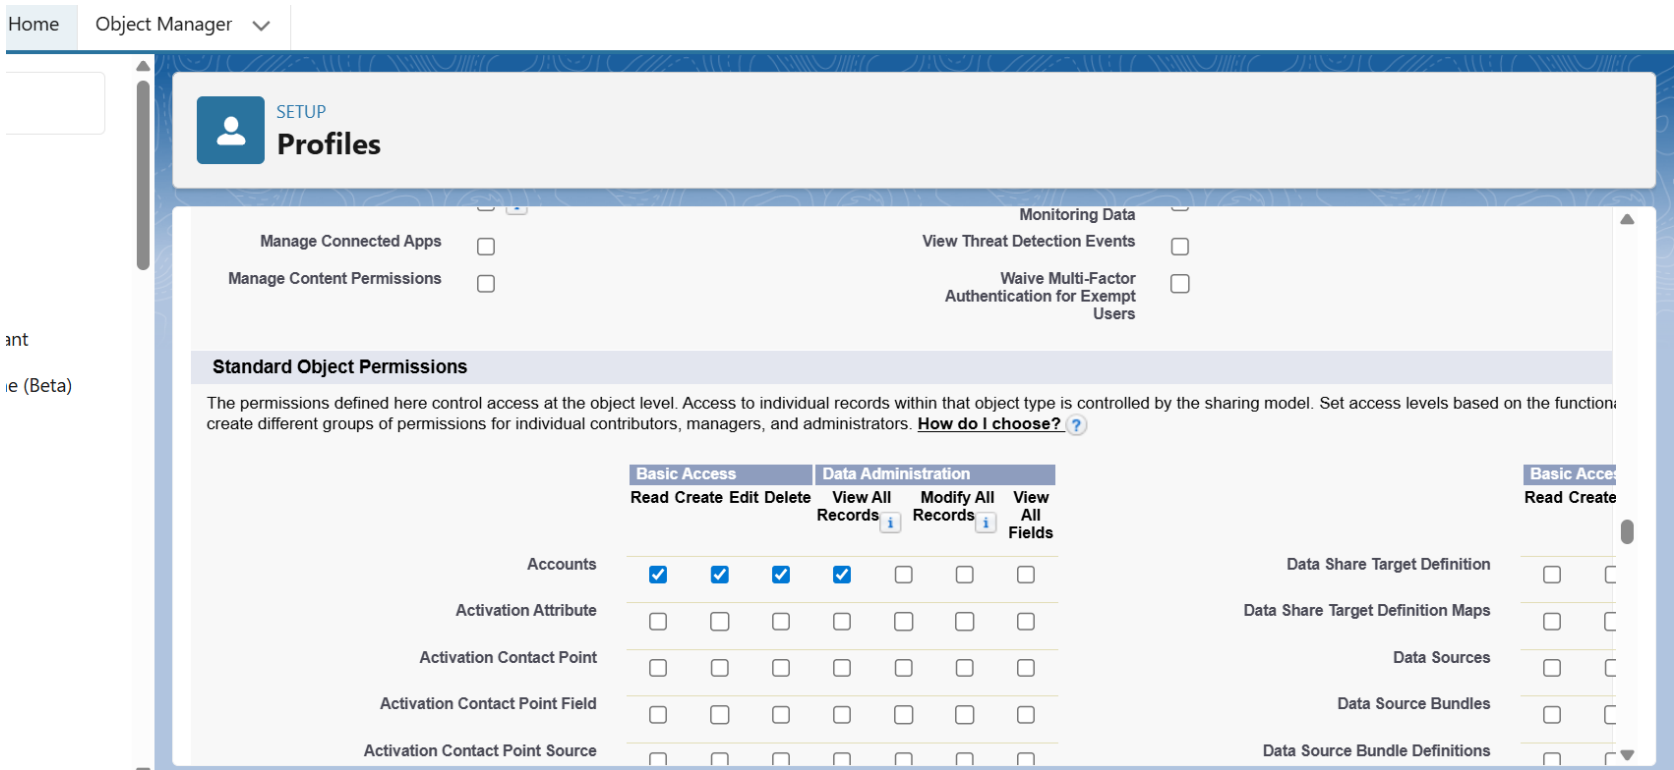 Home Object Manager
SETUP
Profiles
ant
(Beta)
Monitoring Data
Manage Connected Apps View Threat Detection Events
Manage Content Permissions Waive Multi-Factor
Authentication for Exempt
Users
Standard Object Permissions
The permissions defined here control access at the object level. Access to individual records within that object type is controlled by the sharing model. Set access levels based on the
create different groups of permissions for individual contributors, managers, and administrators. How do I choose? ?
Basic Access Data Administration Basic
Read Create Edit Delete View All Records i Modify All Records i View All Fields Read Create
Accounts Data Share Target Definition
Activation Attribute Data Share Target Definition Maps
Activation Contact Point Data Sources
Activation Contact Point Field Data Source Bundles
Activation Contact Point Source Data Source Bundle Definitions